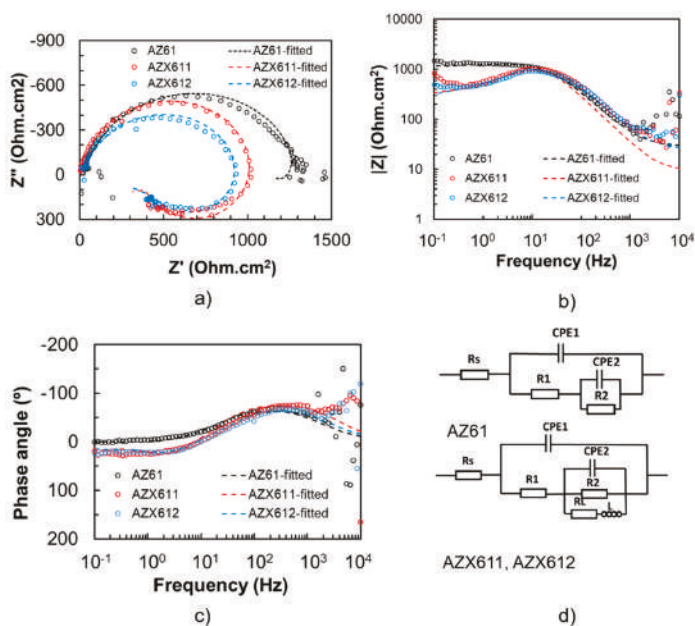 -900
-600
-300
0
300
Z'' (Ohm.cm2)
AZ61
AZX611
AZX612
AZ61-fitted
AZX611-fitted
AZX612-fitted
0 500 1000 1500
Z' (Ohm.cm²)
a)
10000
1000
100
10
1
|Z| (Ohm.cm²)
AZ61
AZX611
AZX612
AZ61-fitted
AZX611-fitted
AZX612-fitted
10⁻¹ 10⁰ 10¹ 10² 10³ 10⁴
Frequency (Hz)
b)
-200
-100
0
100
200
Phase angle (º)
AZ61
AZX611
AZX612
AZ61-fitted
AZX611-fitted
AZX612-fitted
10⁻¹ 10⁰ 10¹ 10² 10³ 10⁴
Frequency (Hz)
c)
CPE1
Rs
CPE2
R1
R2
AZ61
CPE1
CPE2
Rs
R1
R2
RL
L
AZX611, AZX612
d)